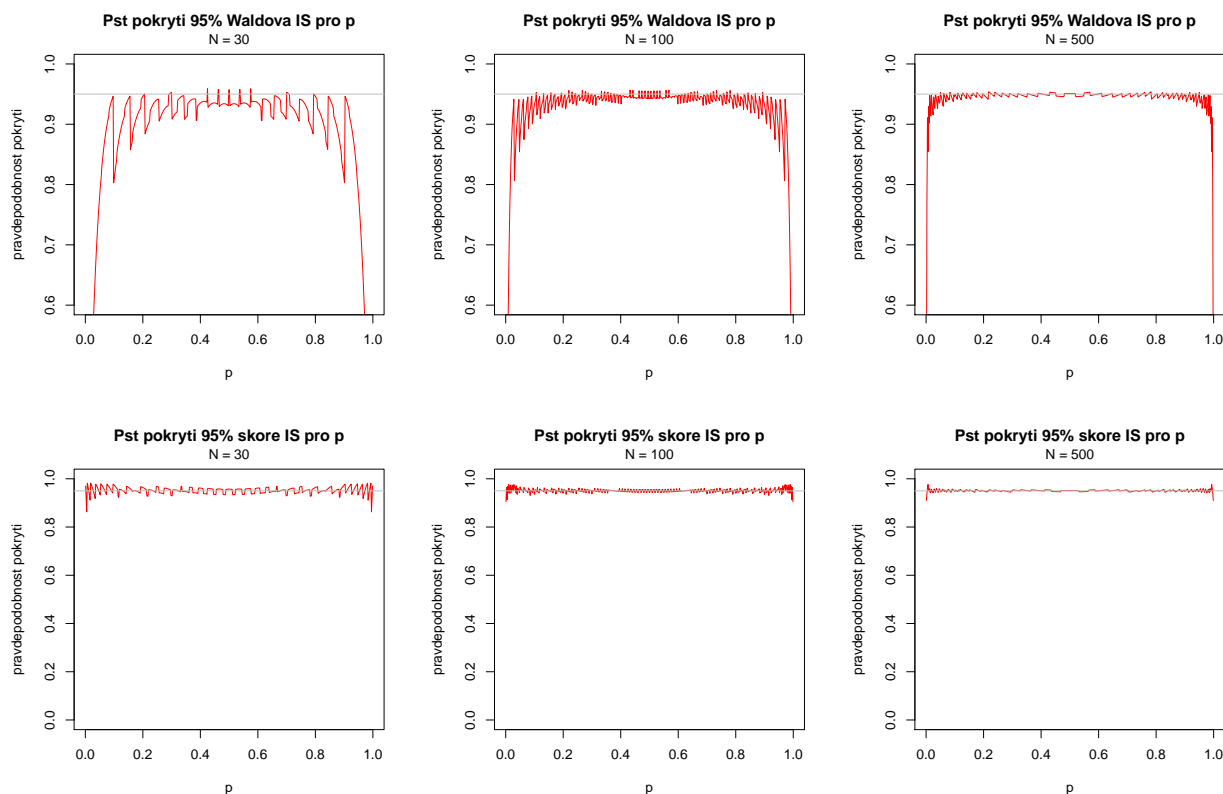 Pst pokryti 95% Waldova IS pro p
N = 30
pravdepodobnost pokryti
1.0
0.9
0.8
0.7
0.6
0.0 0.2 0.4 0.6 0.8 1.0
p
Pst pokryti 95% Waldova IS pro p
N = 100
pravdepodobnost pokryti
1.0
0.9
0.8
0.7
0.6
0.0 0.2 0.4 0.6 0.8 1.0
p
Pst pokryti 95% Waldova IS pro p
N = 500
pravdepodobnost pokryti
1.0
0.9
0.8
0.7
0.6
0.0 0.2 0.4 0.6 0.8 1.0
p
Pst pokryti 95% skore IS pro p
N = 30
pravdepodobnost pokryti
1.0
0.8
0.6
0.4
0.2
0.0
0.0 0.2 0.4 0.6 0.8 1.0
p
Pst pokryti 95% skore IS pro p
N = 100
pravdepodobnost pokryti
1.0
0.8
0.6
0.4
0.2
0.0
0.0 0.2 0.4 0.6 0.8 1.0
p
Pst pokryti 95% skore IS pro p
N = 500
pravdepodobnost pokryti
1.0
0.8
0.6
0.4
0.2
0.0
0.0 0.2 0.4 0.6 0.8 1.0
p